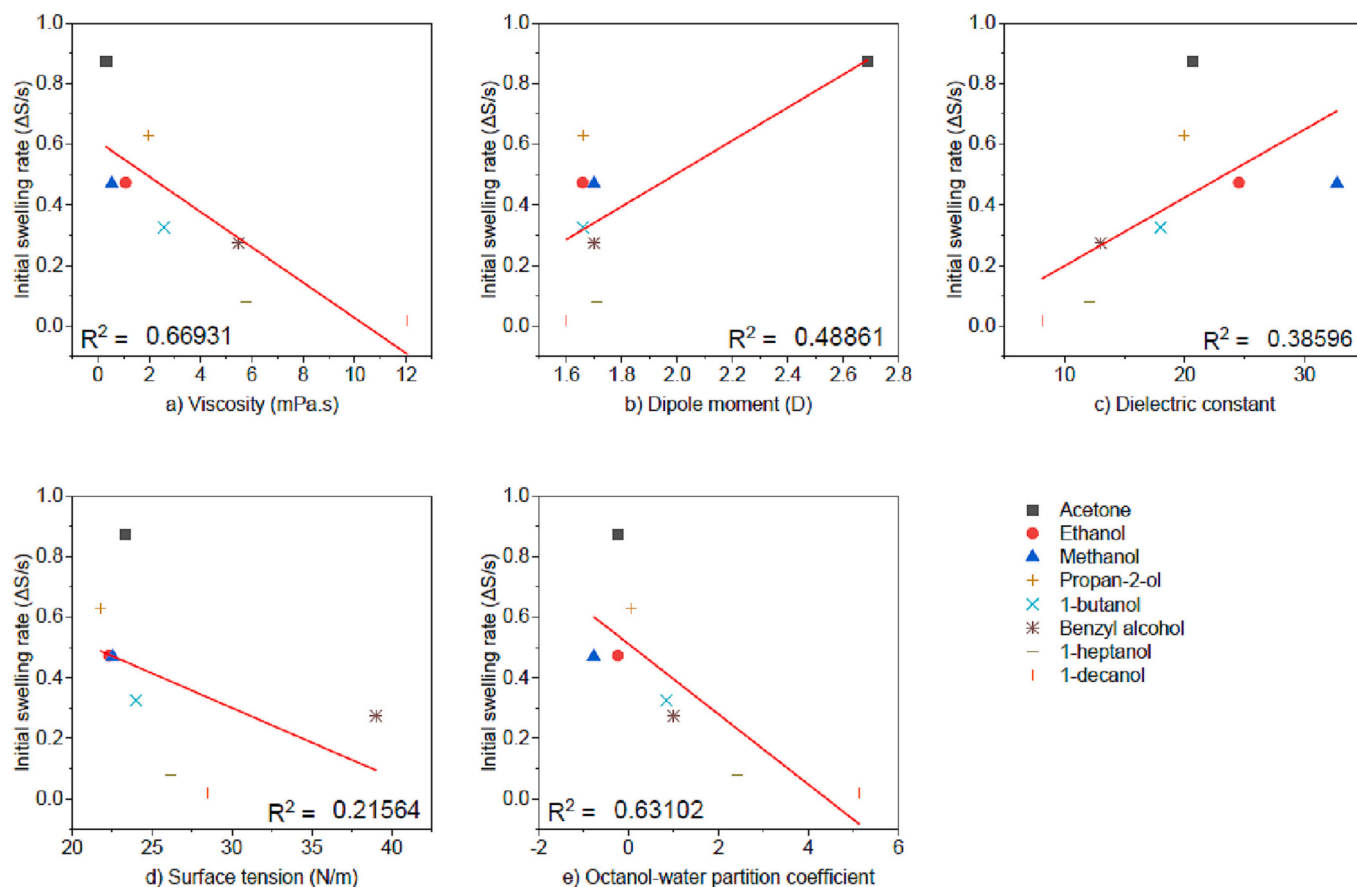 1.0
0.8
0.6
0.4
0.2
0.0
Initial swelling rate (ΔS/s)
R² = 0.66931
0 2 4 6 8 10 12
a) Viscosity (mPa.s)
1.0
0.8
0.6
0.4
0.2
0.0
Initial swelling rate (ΔS/s)
R² = 0.48861
1.6 1.8 2.0 2.2 2.4 2.6 2.8
b) Dipole moment (D)
1.0
0.8
0.6
0.4
0.2
0.0
Initial swelling rate (ΔS/s)
R² = 0.38596
10 20 30
c) Dielectric constant
1.0
0.8
0.6
0.4
0.2
0.0
Initial swelling rate (ΔS/s)
R² = 0.21564
20 25 30 35 40
d) Surface tension (N/m)
1.0
0.8
0.6
0.4
0.2
0.0
Initial swelling rate (ΔS/s)
R² = 0.63102
-2 0 2 4 6
e) Octanol-water partition coefficient
Acetone
Ethanol
Methanol
Propan-2-ol
1-butanol
Benzyl alcohol
1-heptanol
1-decanol